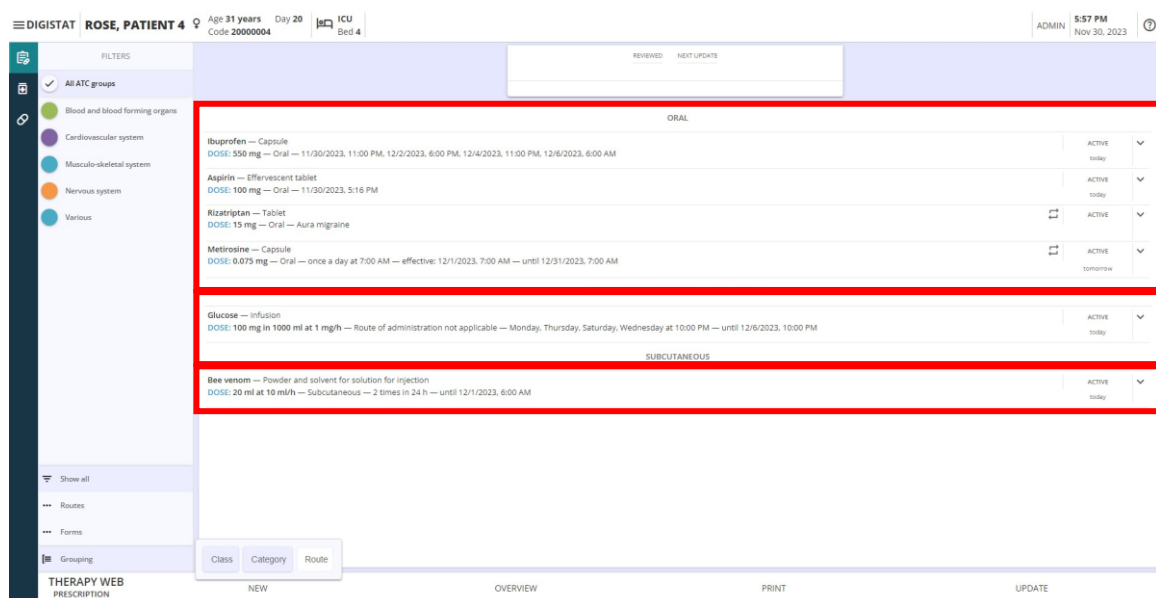 DIGISTAT ROSE, PATIENT 4 Age 31 years Day 20 ICU ADMIN 5:57 PM
Code 20000004 Bed 4 Nov 30, 2023
FILTERS
All ATC groups
Blood and blood forming organs
Cardiovascular system
Musculo-skeletal system
Nervous system
Various
Show all
Routes
Forms
Grouping
REVIEWED NEXT UPDATE
ORAL
Ibuprofen — Capsule ACTIVE
DOSE: 550 mg — Oral — 11/30/2023, 11:00 PM, 12/2/2023, 6:00 PM, 12/4/2023, 11:00 PM, 12/6/2023, 6:00 AM today
Aspirin — Effervescent tablet ACTIVE
DOSE: 100 mg — Oral — 11/30/2023, 5:16 PM today
Rizatriptan — Tablet ACTIVE
DOSE: 15 mg — Oral — Aura migraine
Metirosine — Capsule ACTIVE
DOSE: 0.075 mg — Oral — once a day at 7:00 AM — effective: 12/1/2023, 7:00 AM — until 12/31/2023, 7:00 AM tomorrow
Glucose — Infusion ACTIVE
DOSE: 100 mg in 1000 ml at 1 mg/h — Route of administration not applicable — Monday, Thursday, Saturday, Wednesday at 10:00 PM — until 12/6/2023, 10:00 PM today
SUBCUTANEOUS
Bee venom — Powder and solvent for solution for injection ACTIVE
DOSE: 20 ml at 10 ml/h — Subcutaneous — 2 times in 24 h — until 12/1/2023, 6:00 AM today
Class Category Route
THERAPY WEB
PRESCRIPTION
NEW OVERVIEW PRINT UPDATE